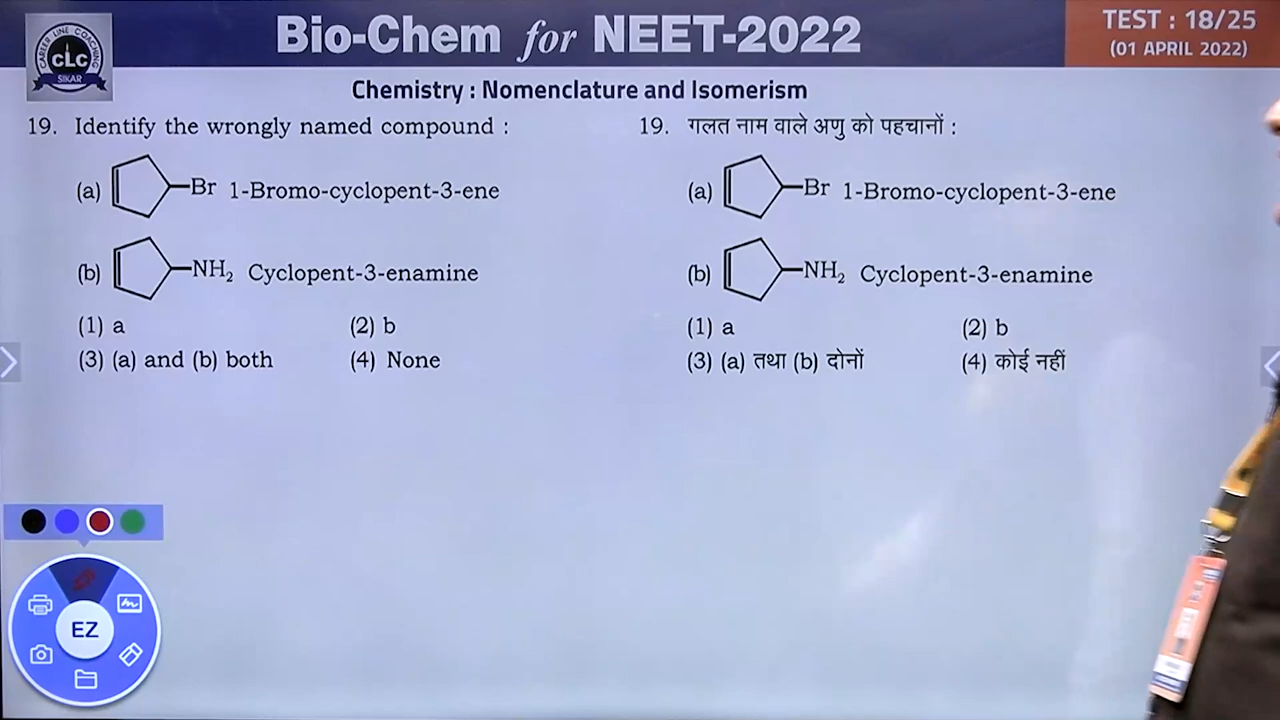 Bio-Chem for NEET-2022
TEST : 18/25
(01 APRIL 2022)
CAREER LINE COACHING
CLC
SIKAR
Chemistry : Nomenclature and Isomerism
19. Identify the wrongly named compound :
(a) Br 1-Bromo-cyclopent-3-ene
(b) NH₂ Cyclopent-3-enamine
(1) a (2) b
(3) (a) and (b) both (4) None
19. गलत नाम वाले अणु को पहचानों :
(a) Br 1-Bromo-cyclopent-3-ene
(b) NH₂ Cyclopent-3-enamine
(1) a (2) b
(3) (a) तथा (b) दोनों (4) कोई नहीं
EZ